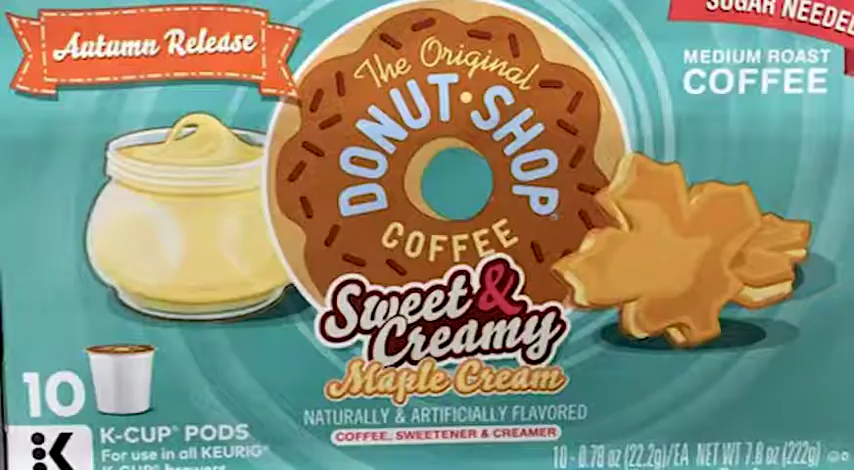 Autumn Release
SUGAR NEEDED
MEDIUM ROAST
COFFEE
The Original
DONUT·SHOP
COFFEE
Sweet &
Creamy
Maple Cream
NATURALLY & ARTIFICIALLY FLAVORED
COFFEE, SWEETENER & CREAMER
10
K-CUP® PODS
For use in all KEURIG®
K-CUP® brewers
10 - 0.78 oz (22.2g)/EA NET WT 7.8 oz (222g)